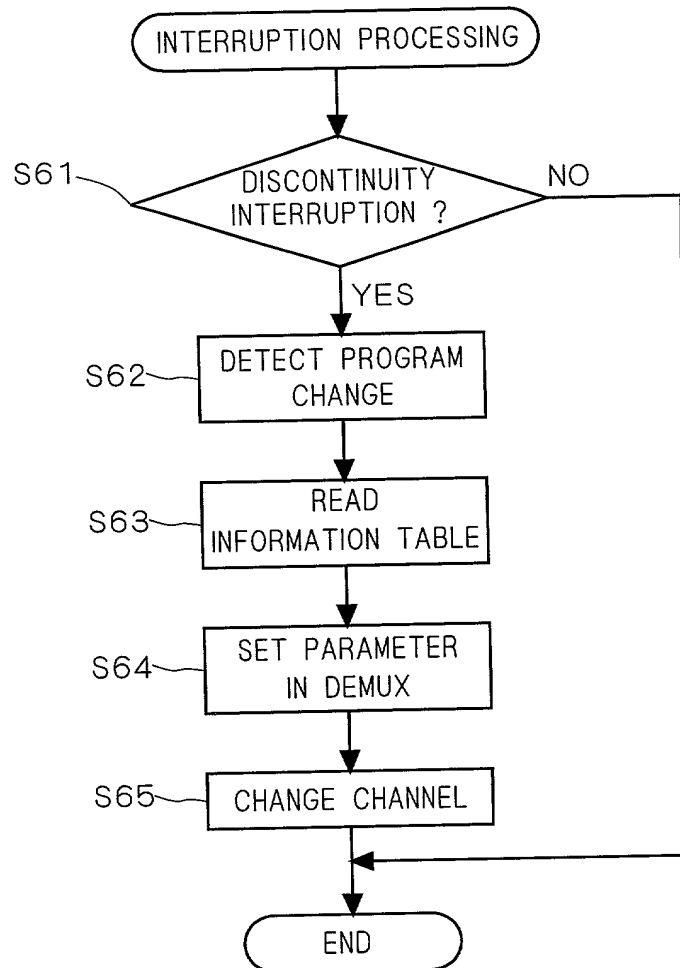 INTERRUPTION PROCESSING
S61
DISCONTINUITY
INTERRUPTION ?
NO
YES
S62
DETECT PROGRAM
CHANGE
S63
READ
INFORMATION TABLE
S64
SET PARAMETER
IN DEMUX
S65
CHANGE CHANNEL
END